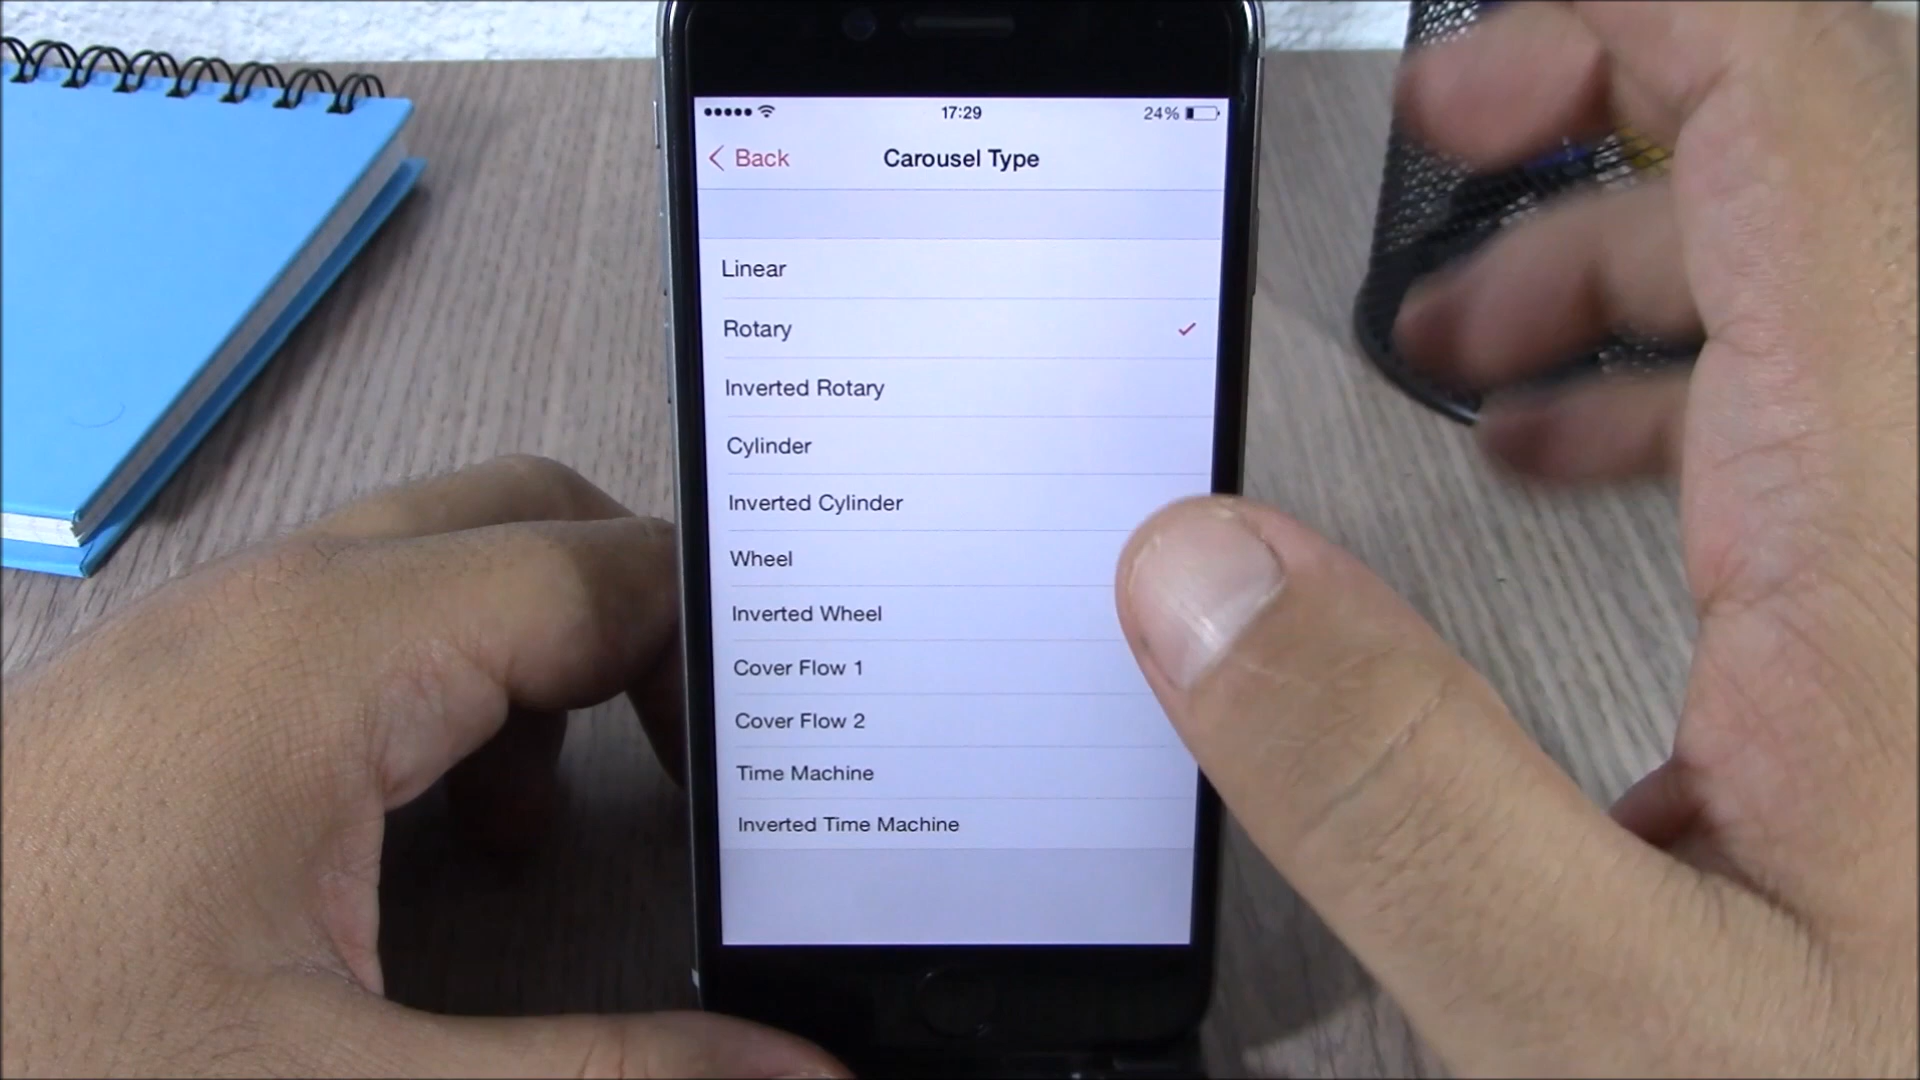 17:29
24%
Back
Carousel Type
Linear
Rotary
Inverted Rotary
Cylinder
Inverted Cylinder
Wheel
Inverted Wheel
Cover Flow 1
Cover Flow 2
Time Machine
Inverted Time Machine